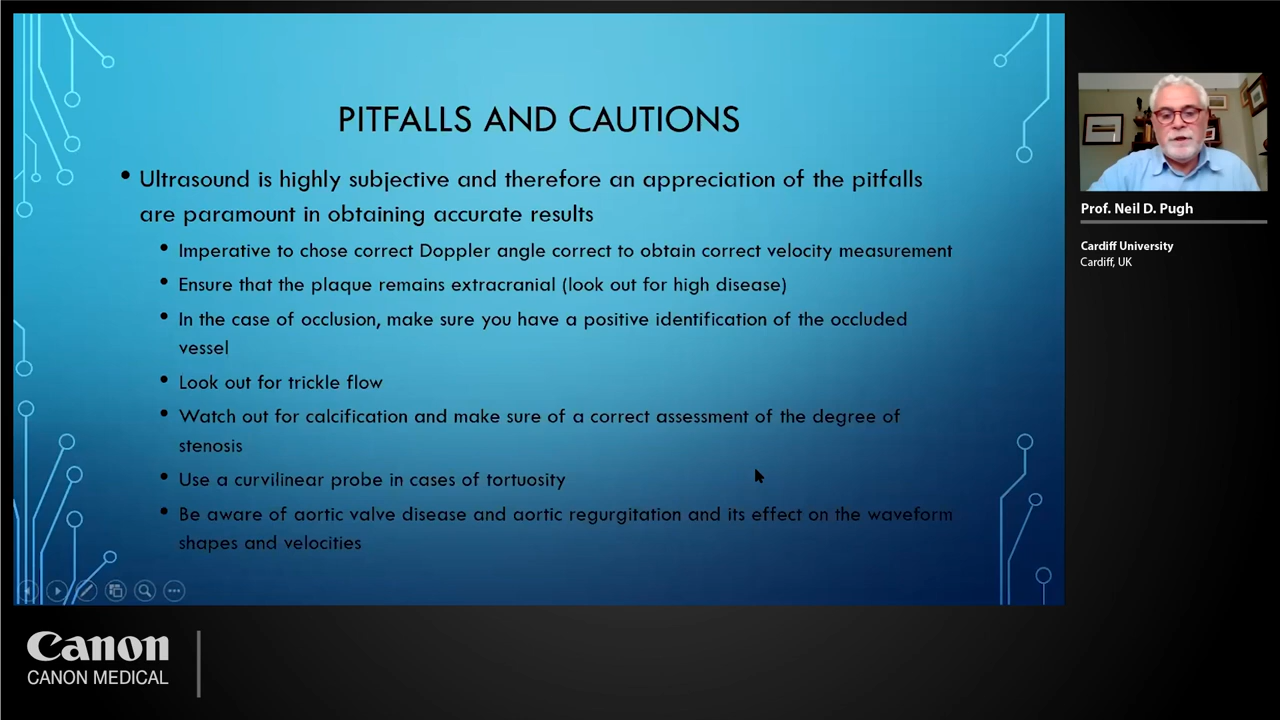 PITFALLS AND CAUTIONS
• Ultrasound is highly subjective and therefore an appreciation of the pitfalls
are paramount in obtaining accurate results
• Imperative to chose correct Doppler angle correct to obtain correct velocity measurement
• Ensure that the plaque remains extracranial (look out for high disease)
• In the case of occlusion, make sure you have a positive identification of the occluded
vessel
• Look out for trickle flow
• Watch out for calcification and make sure of a correct assessment of the degree of
stenosis
• Use a curvilinear probe in cases of tortuosity
• Be aware of aortic valve disease and aortic regurgitation and its effect on the waveform
shapes and velocities
Prof. Neil D. Pugh
Cardiff University
Cardiff, UK
Canon
CANON MEDICAL